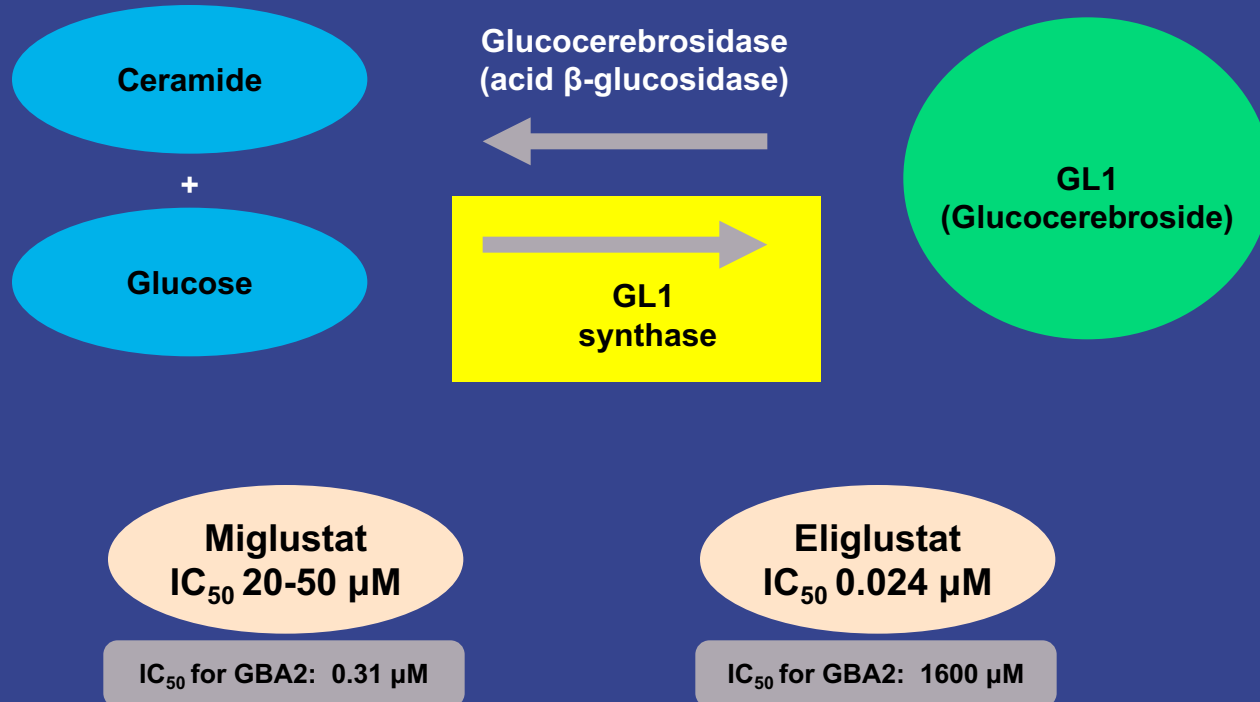 Ceramide
+
Glucose
Glucocerebrosidase
(acid β-glucosidase)
GL1
synthase
GL1
(Glucocerebroside)
Miglustat
IC₅₀ 20-50 µM
IC₅₀ for GBA2: 0.31 µM
Eliglustat
IC₅₀ 0.024 µM
IC₅₀ for GBA2: 1600 µM